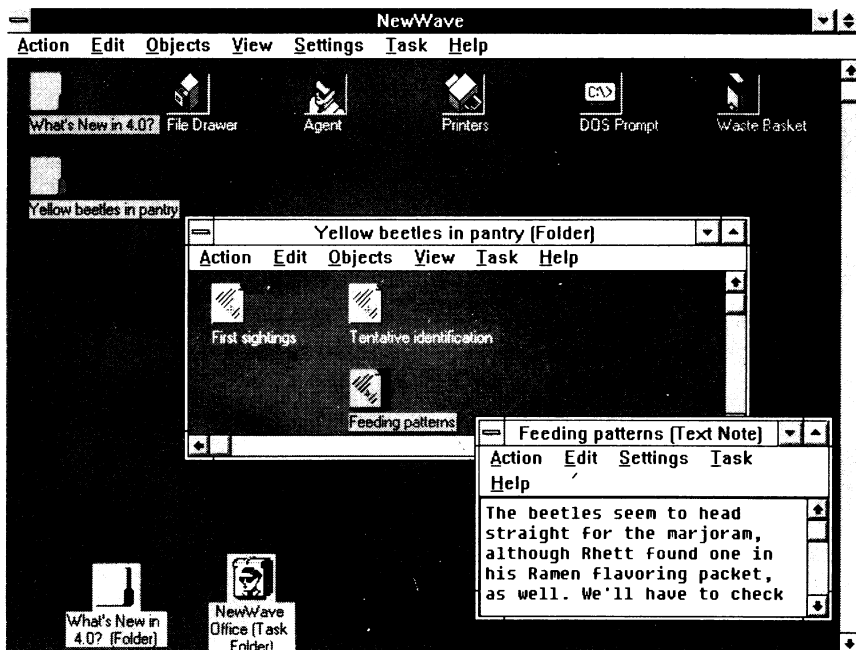 NewWave
Action Edit Objects View Settings Task Help
What's New in 4.0? File Drawer Agent Printers DOS Prompt Waste Basket
C:\>
Yellow beetles in pantry
Yellow beetles in pantry (Folder)
Action Edit Objects View Task Help
First sightings Tentative identification
Feeding patterns
Feeding patterns (Text Note)
Action Edit Settings Task
Help
The beetles seem to head
straight for the marjoram,
although Rhett found one in
his Ramen flavoring packet,
as well. We'll have to check
What's New in
4.0? (Folder)
NewWave
Office (Task
Folder)